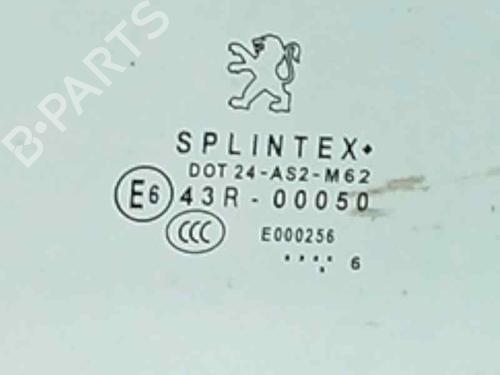 B-PARTS
SPLINTEX
DOT 24-AS2-M62
E6 43R-00050
CCC E000256
6